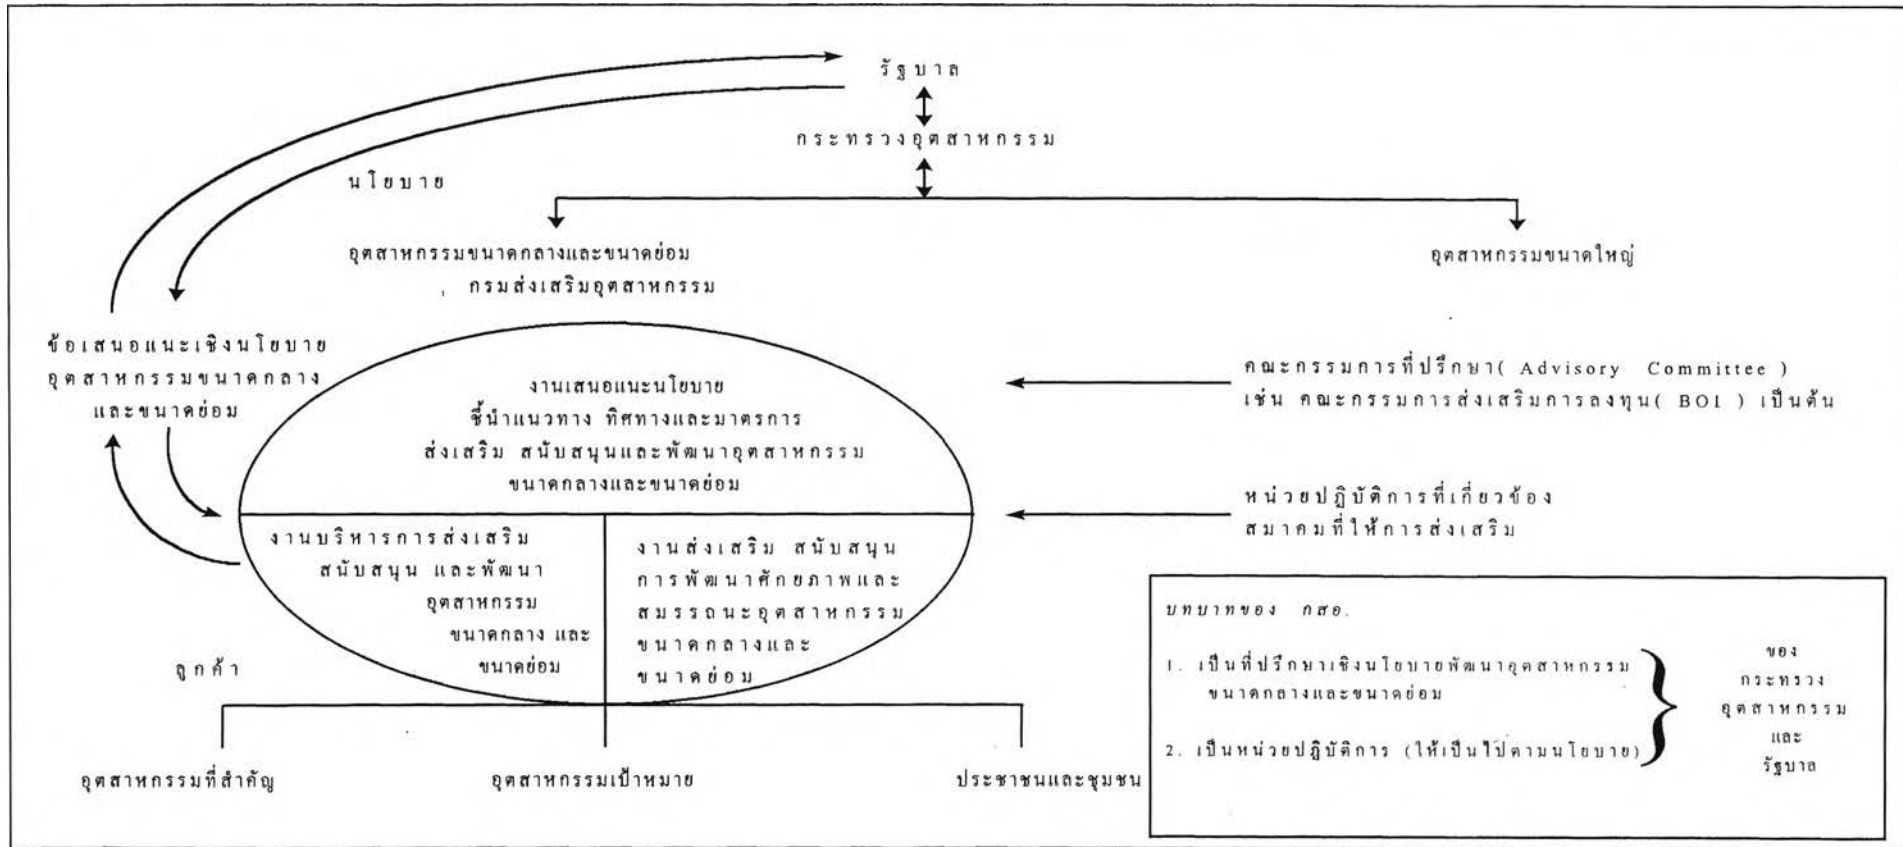 รัฐบาล
กระทรวงอุตสาหกรรม
นโยบาย
อุตสาหกรรมขนาดกลางและขนาดย่อม
กรมส่งเสริมอุตสาหกรรม
อุตสาหกรรมขนาดใหญ่
ข้อเสนอแนะเชิงนโยบาย
อุตสาหกรรมขนาดกลาง
และขนาดย่อม
งานเสนอแนะนโยบาย
ชี้นำแนวทาง ทิศทางและมาตรการ
ส่งเสริม สนับสนุนและพัฒนาอุตสาหกรรม
ขนาดกลางและขนาดย่อม
คณะกรรมการที่ปรึกษา( Advisory Committee )
เช่น คณะกรรมการส่งเสริมการลงทุน( BOI ) เป็นต้น
หน่วยปฏิบัติการที่เกี่ยวข้อง
สมาคมที่ให้การส่งเสริม
งานบริหารการส่งเสริม
สนับสนุน และพัฒนา
อุตสาหกรรม
ขนาดกลาง และ
ขนาดย่อม
งานส่งเสริม สนับสนุน
การพัฒนาศักยภาพและ
สมรรถนะอุตสาหกรรม
ขนาดกลางและ
ขนาดย่อม
ลูกค้า
อุตสาหกรรมที่สำคัญ
อุตสาหกรรมเป้าหมาย
ประชาชนและชุมชน
บทบาทของ กสอ.
1. เป็นที่ปรึกษาเชิงนโยบายพัฒนาอุตสาหกรรม
ขนาดกลางและขนาดย่อม
2. เป็นหน่วยปฏิบัติการ (ให้เป็นไปตามนโยบาย)
ของ
กระทรวง
อุตสาหกรรม
และ
รัฐบาล